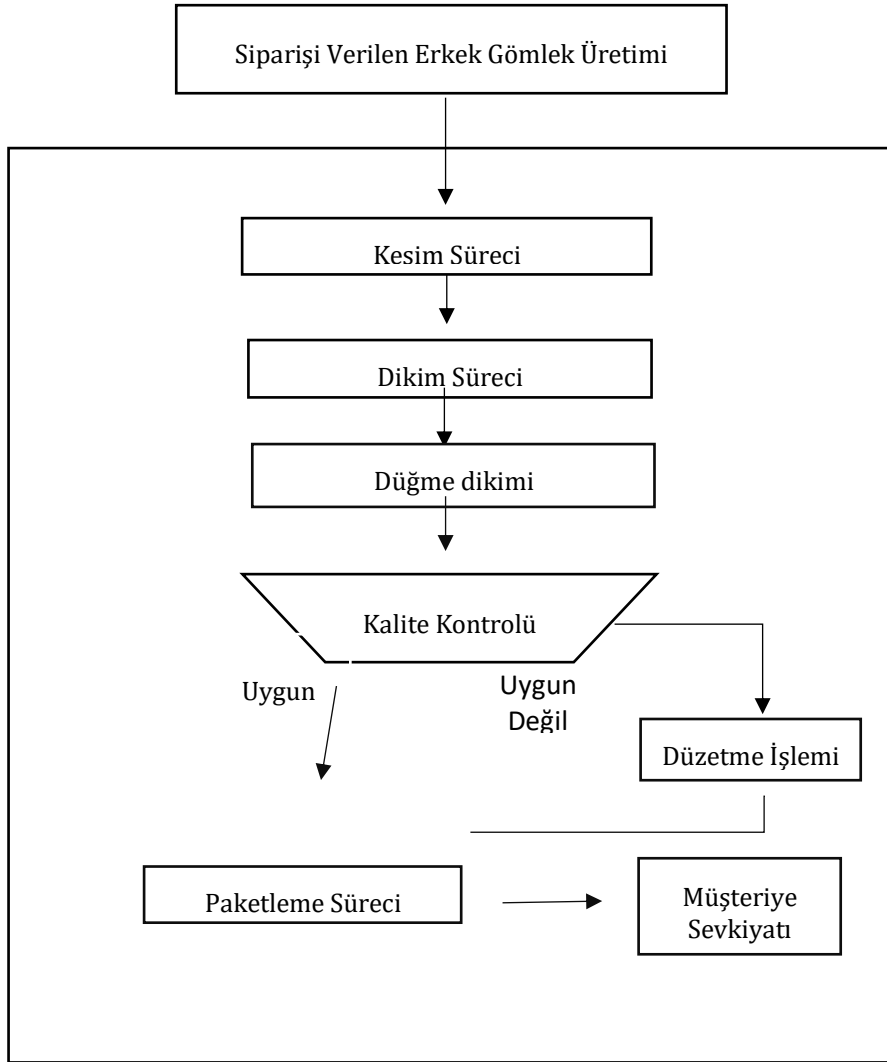 Siparişi Verilen Erkek Gömlek Üretimi
Kesim Süreci
Dikim Süreci
Düğme dikimi
Kalite Kontrolü
Uygun
Uygun
Değil
Düzetme İşlemi
Paketleme Süreci
Müşteriye
Sevkiyatı